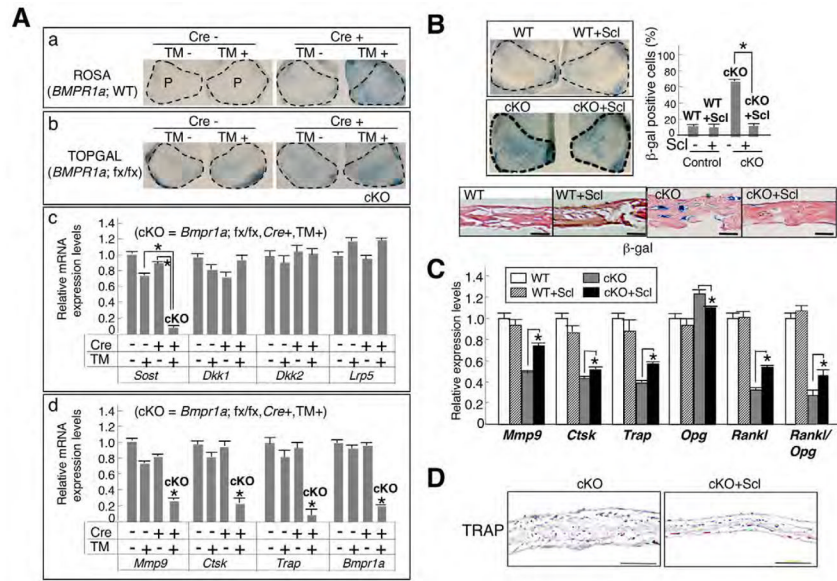 A
a
Cre -
Cre +
TM - TM + TM - TM +
ROSA
(BMPR1a; WT)
P P
b
Cre -
Cre +
TM - TM + TM - TM +
TOPGAL
(BMPR1a; fx/fx)
cKO
c
(cKO = Bmpr1a; fx/fx,Cre+,TM+)
Relative mRNA
expression levels
1.4
1.2
1.0
0.8
0.6
0.4
0.2
0
* *
cKO
Cre - - + + - - + + - - + + - - + +
TM - + - + - + - + - + - + - + - +
Sost Dkk1 Dkk2 Lrp5
d
(cKO = Bmpr1a; fx/fx,Cre+,TM+)
Relative mRNA
expression levels
1.4
1.2
1.0
0.8
0.6
0.4
0.2
0
cKO cKO cKO cKO
* * * *
Cre - - + + - - + + - - + + - - + +
TM - + - + - + - + - + - + - + - +
Mmp9 Ctsk Trap Bmpr1a
B
WT WT+Scl
cKO cKO+Scl
β-gal positive cells (%)
100
80
60
40
20
0
*
cKO
WT WT +Scl
cKO +Scl
Scl - + - +
Control cKO
WT WT+Scl cKO cKO+Scl
β-gal
C
Relative expression levels
1.4
1.2
1.0
0.8
0.6
0.4
0.2
0
WT cKO
WT+Scl cKO+Scl
* * * * * *
Mmp9 Ctsk Trap Opg Rankl Rankl/
Opg
D
cKO cKO+Scl
TRAP